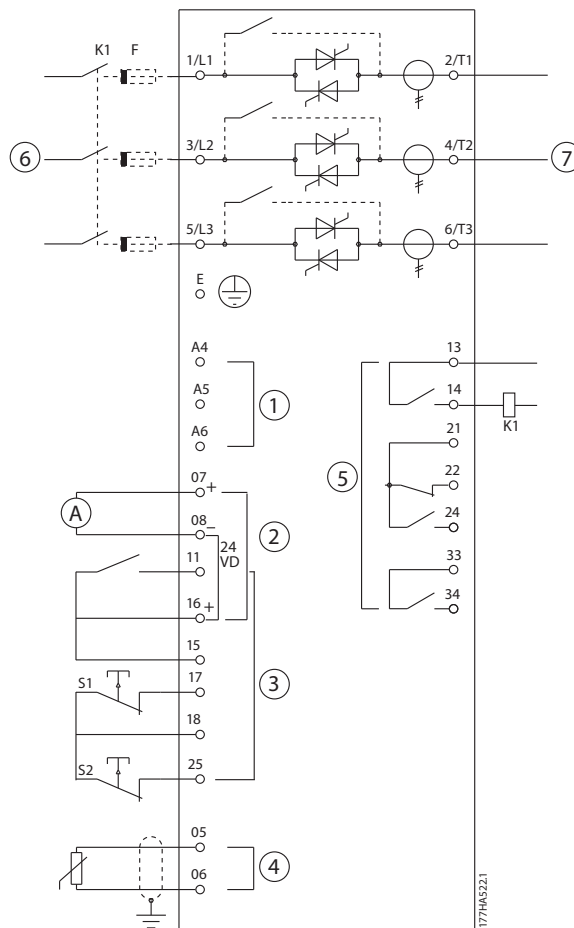 K1 F 1/L1 2/T1
6 3/L2 4/T2 7
5/L3 6/T3
E
A4 13
A5 1 14
K1
A6 21
07 + 5 22
A 08 – 2 24
24
VD
11 33
16 + 34
15
S1 17 3
18
S2 25
05
4
06
177HA522.1